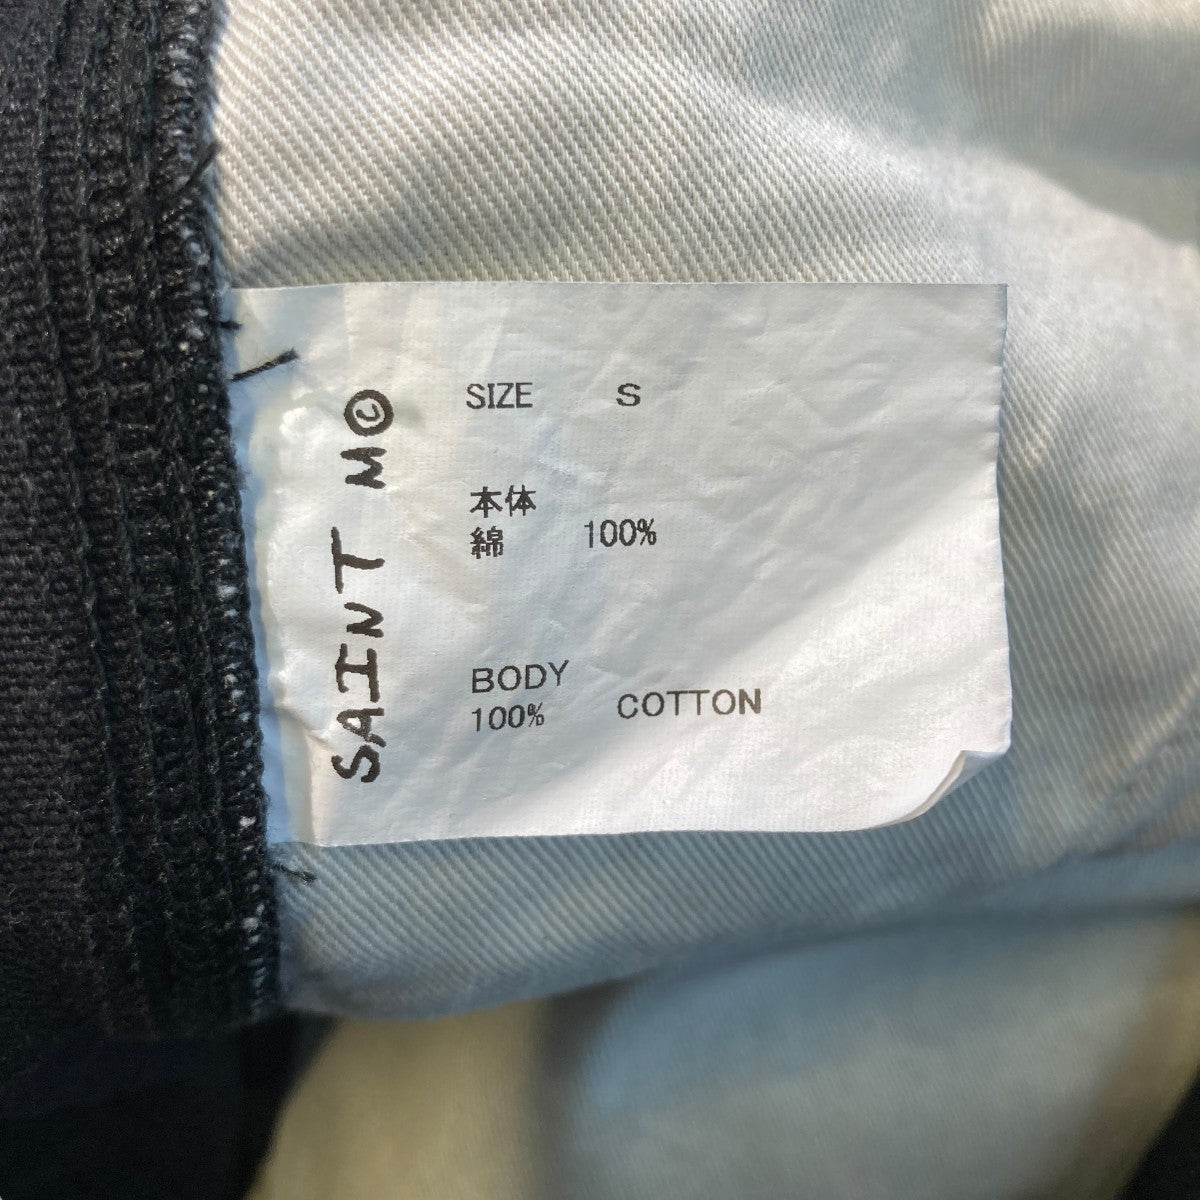 SAINT M©
SIZE S
本体
綿 100%
BODY
100% COTTON